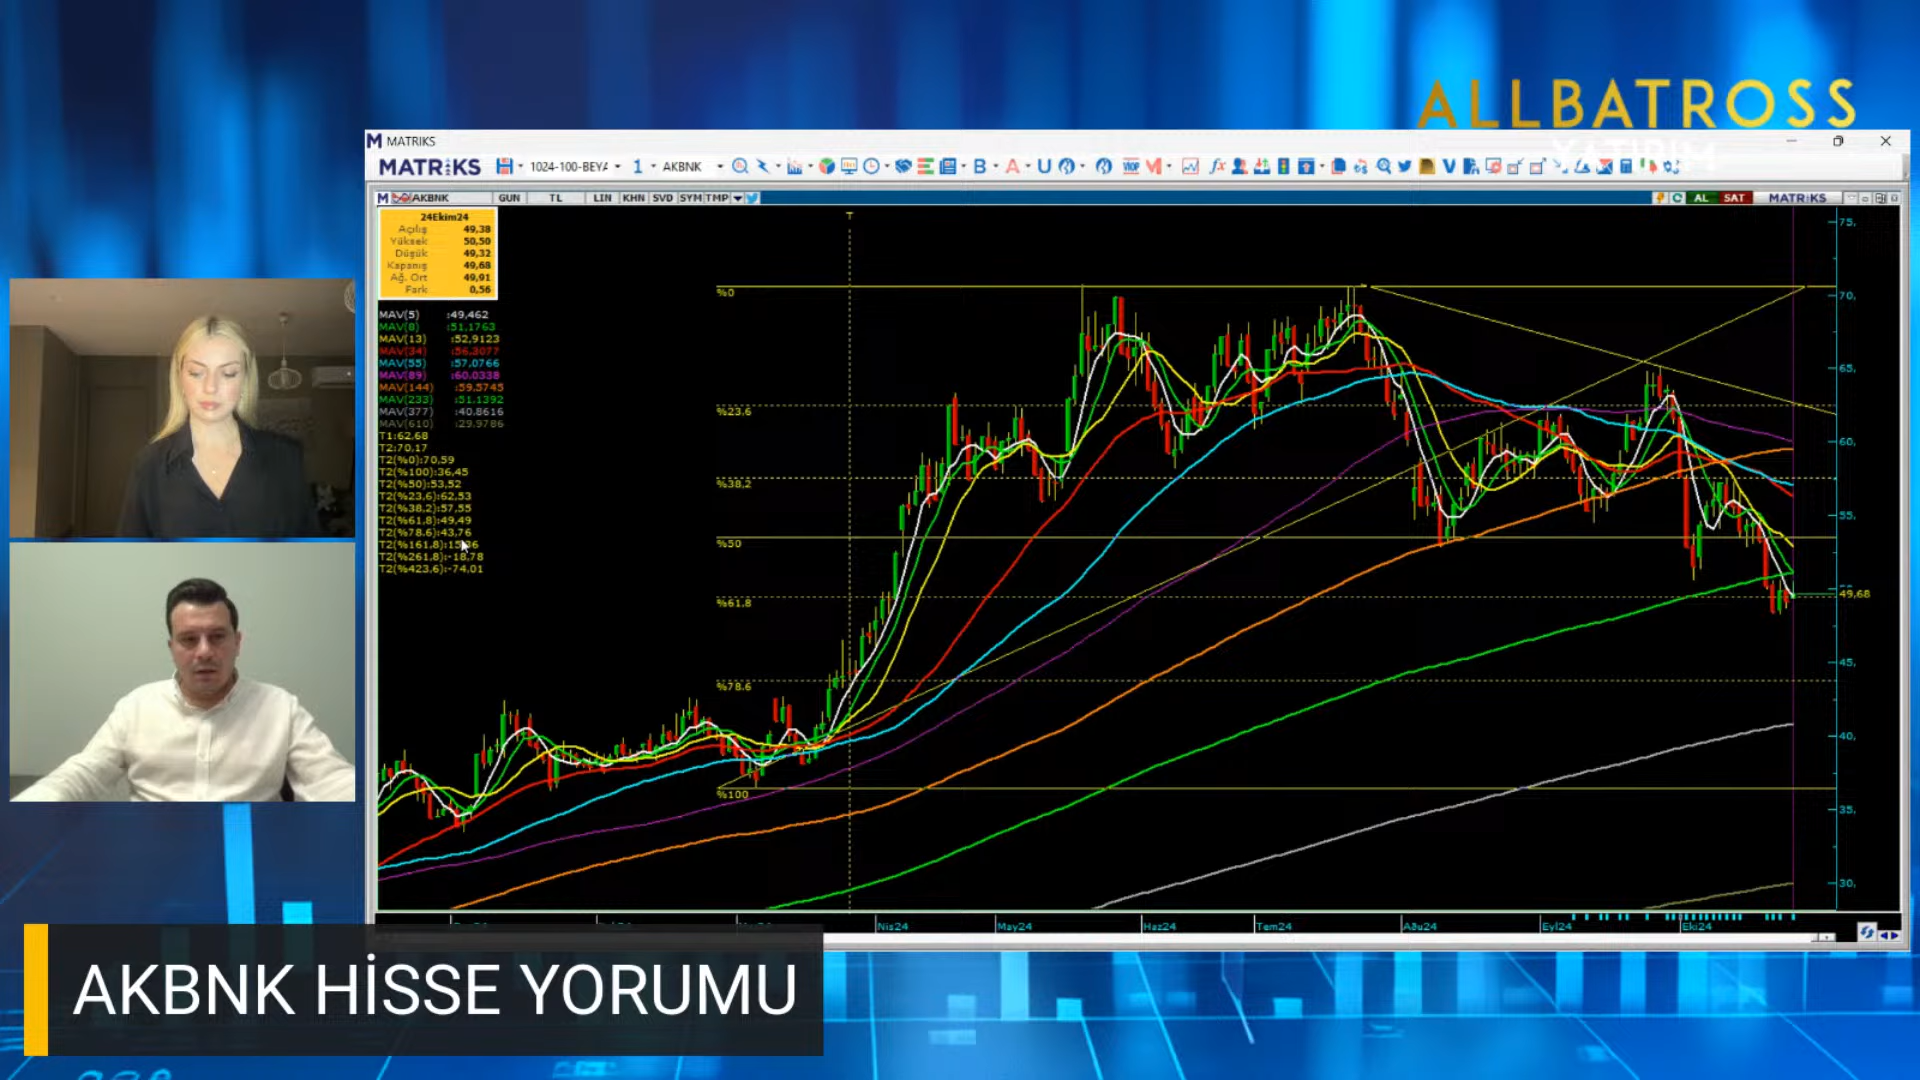 ALLBATROSS
YATIRIM
MATRIKS
MATRIKS 1024-100-BEYA 1 AKBNK
AKBNK GUN TL LIN KHN SVD SYM TMP AL SAT MATRIKS
24Ekim24
Açılış 49,38
Yüksek 50,50
Düşük 49,32
Kapanış 49,68
Ağ. Ort 49,91
Fark 0,56
MAV(5) :49,462
MAV(8) :51,1763
MAV(13) :52,9123
MAV(34) :56,3077
MAV(55) :57,0766
MAV(89) :60,0338
MAV(144) :59,5745
MAV(233) :51,1392
MAV(377) :40,8616
MAV(610) :29,9786
T1:62,68
T2:70,17
T2(%0):70,59
T2(%100):36,45
T2(%50):53,52
T2(%23,6):62,53
T2(%38,2):57,55
T2(%61,8):49,49
T2(%78,6):43,76
T2(%261,8):-18,78
T2(%423,6):-74,01
T
%0
%23,6
%38,2
%50
%61,8
%78,6
%100
75,
70,
65,
60,
55,
49,68
45,
40,
35,
30,
Nis24 May24 Haz24 Tem24 Ağu24 Eyl24 Eki24
AKBNK HİSSE YORUMU